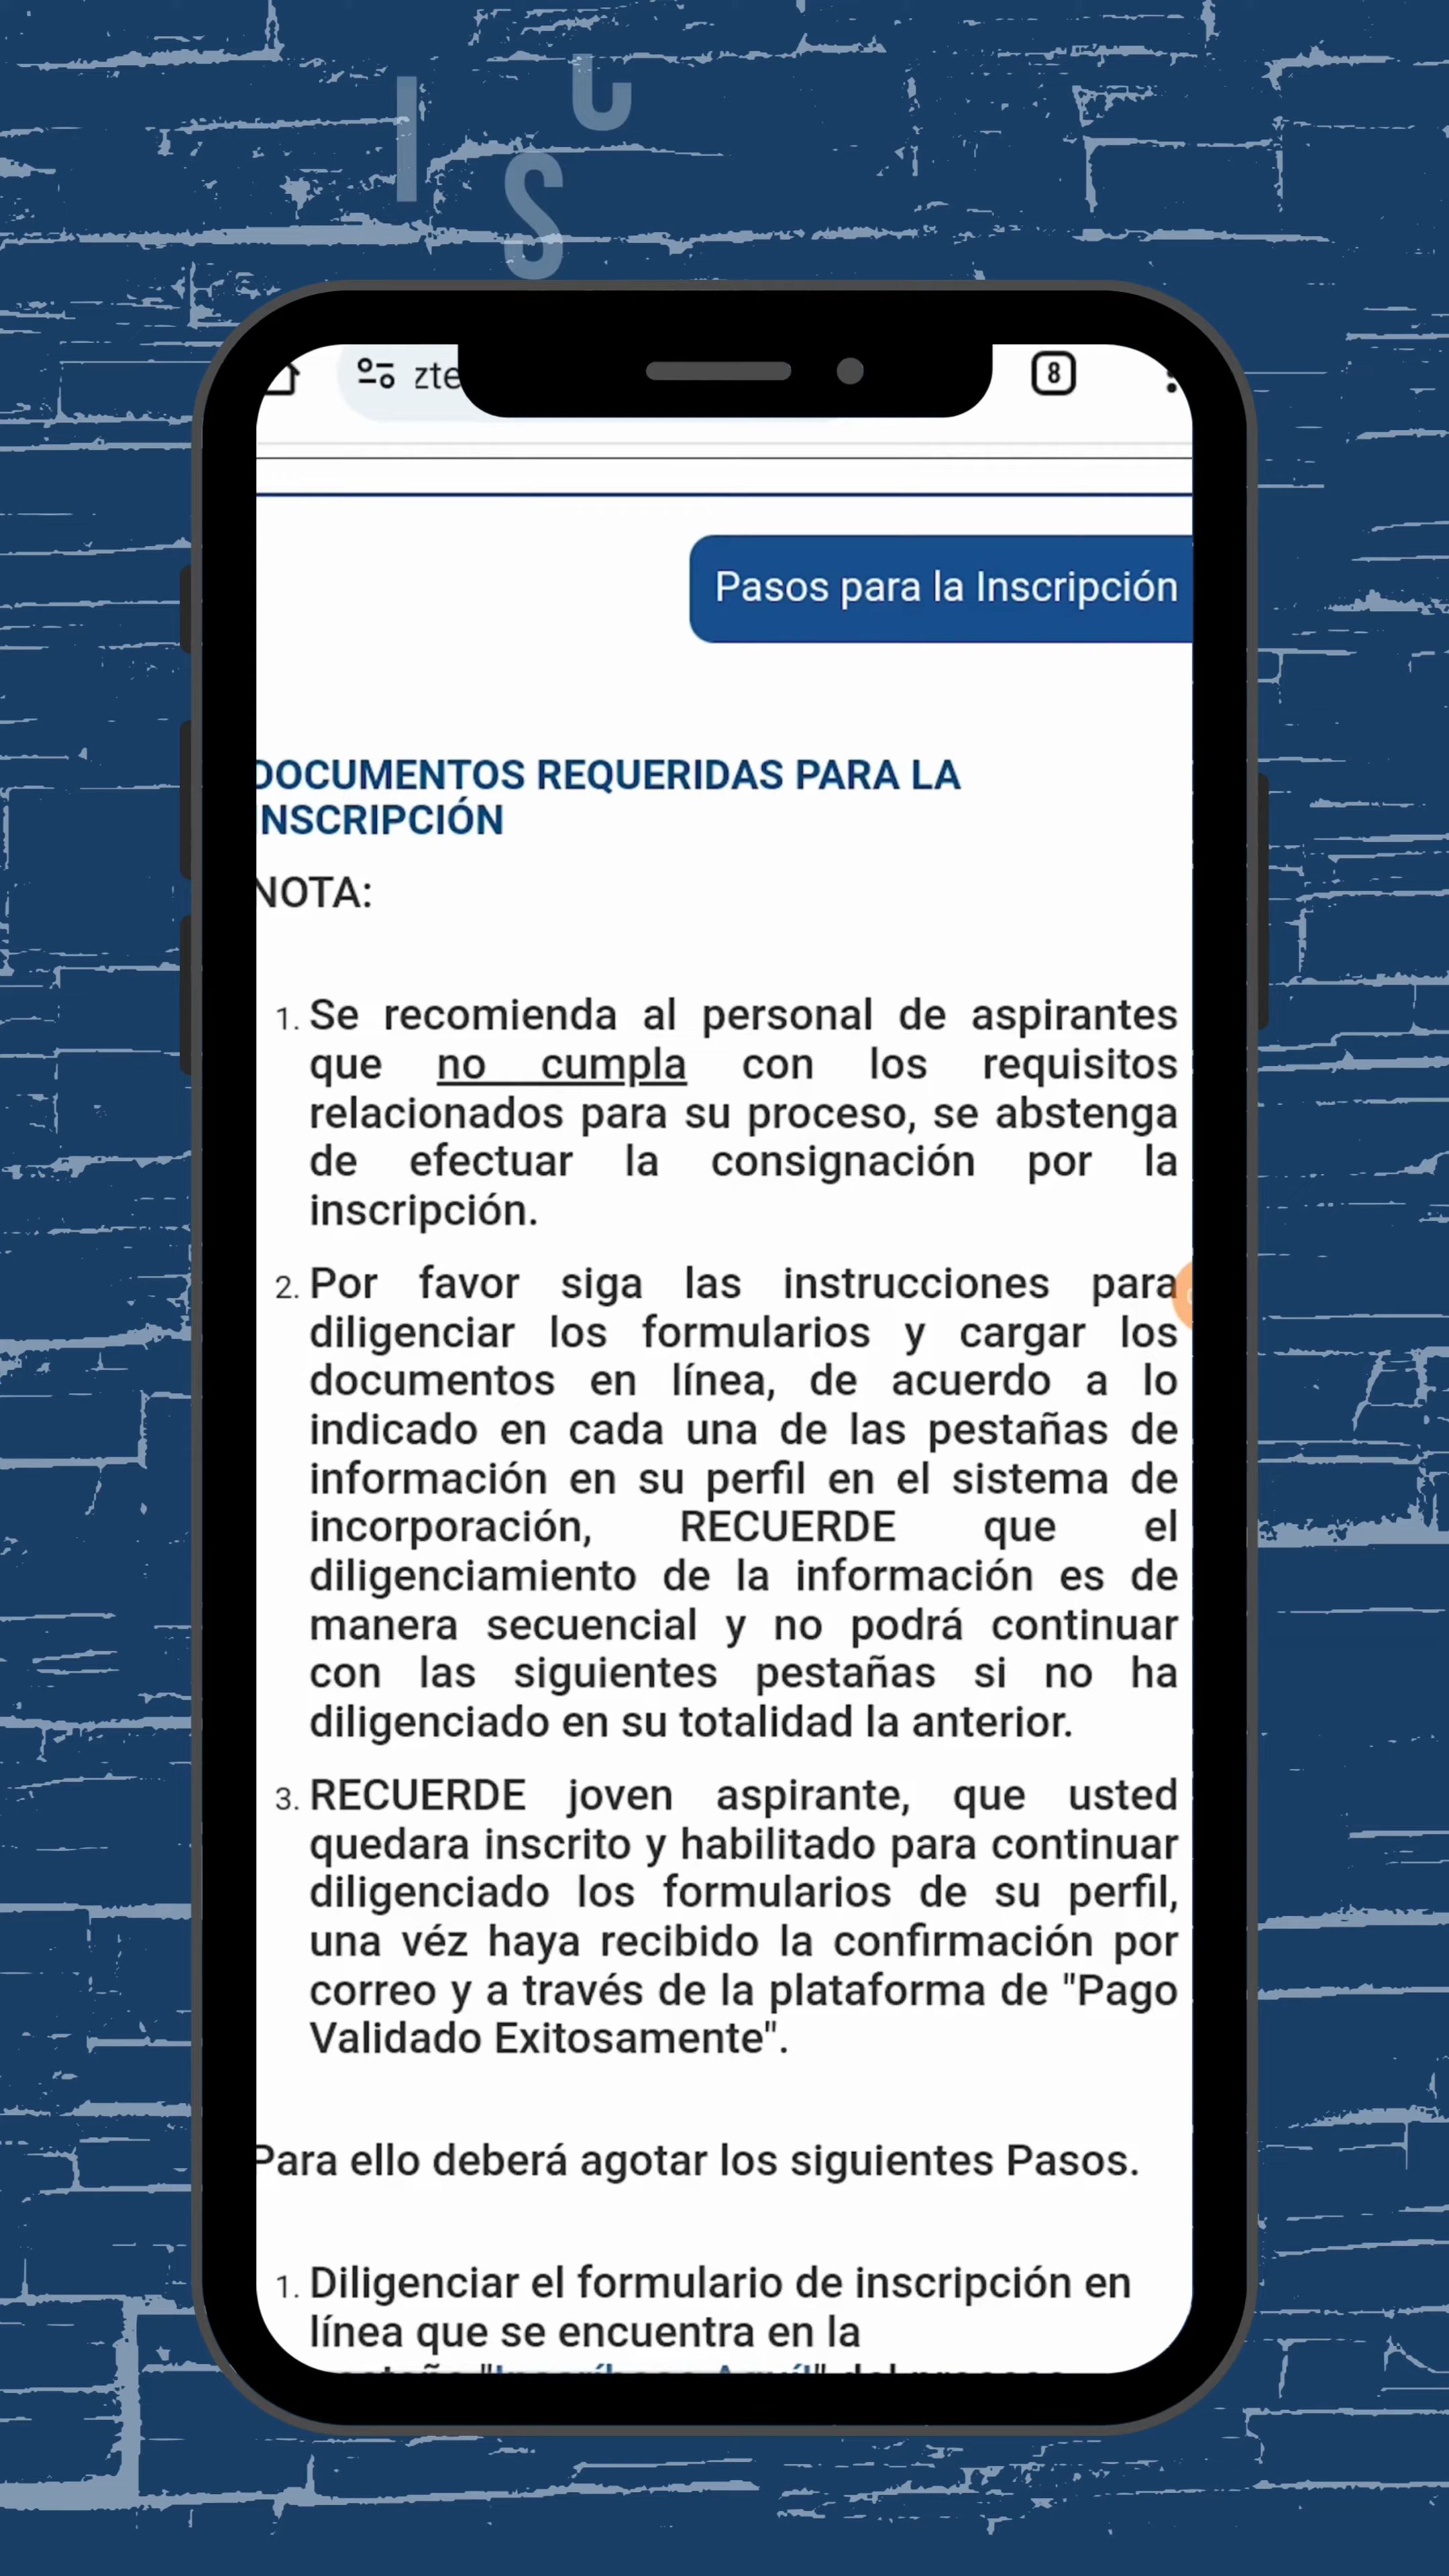 I
S
zte
8
Pasos para la Inscripción
DOCUMENTOS REQUERIDAS PARA LA
INSCRIPCIÓN
NOTA:
1. Se recomienda al personal de aspirantes
que no cumpla con los requisitos
relacionados para su proceso, se abstenga
de efectuar la consignación por la
inscripción.
2. Por favor siga las instrucciones para
diligenciar los formularios y cargar los
documentos en línea, de acuerdo a lo
indicado en cada una de las pestañas de
información en su perfil en el sistema de
incorporación, RECUERDE que el
diligenciamiento de la información es de
manera secuencial y no podrá continuar
con las siguientes pestañas si no ha
diligenciado en su totalidad la anterior.
3. RECUERDE joven aspirante, que usted
quedara inscrito y habilitado para continuar
diligenciado los formularios de su perfil,
una véz haya recibido la confirmación por
correo y a través de la plataforma de "Pago
Validado Exitosamente".
Para ello deberá agotar los siguientes Pasos.
1. Diligenciar el formulario de inscripción en
línea que se encuentra en la